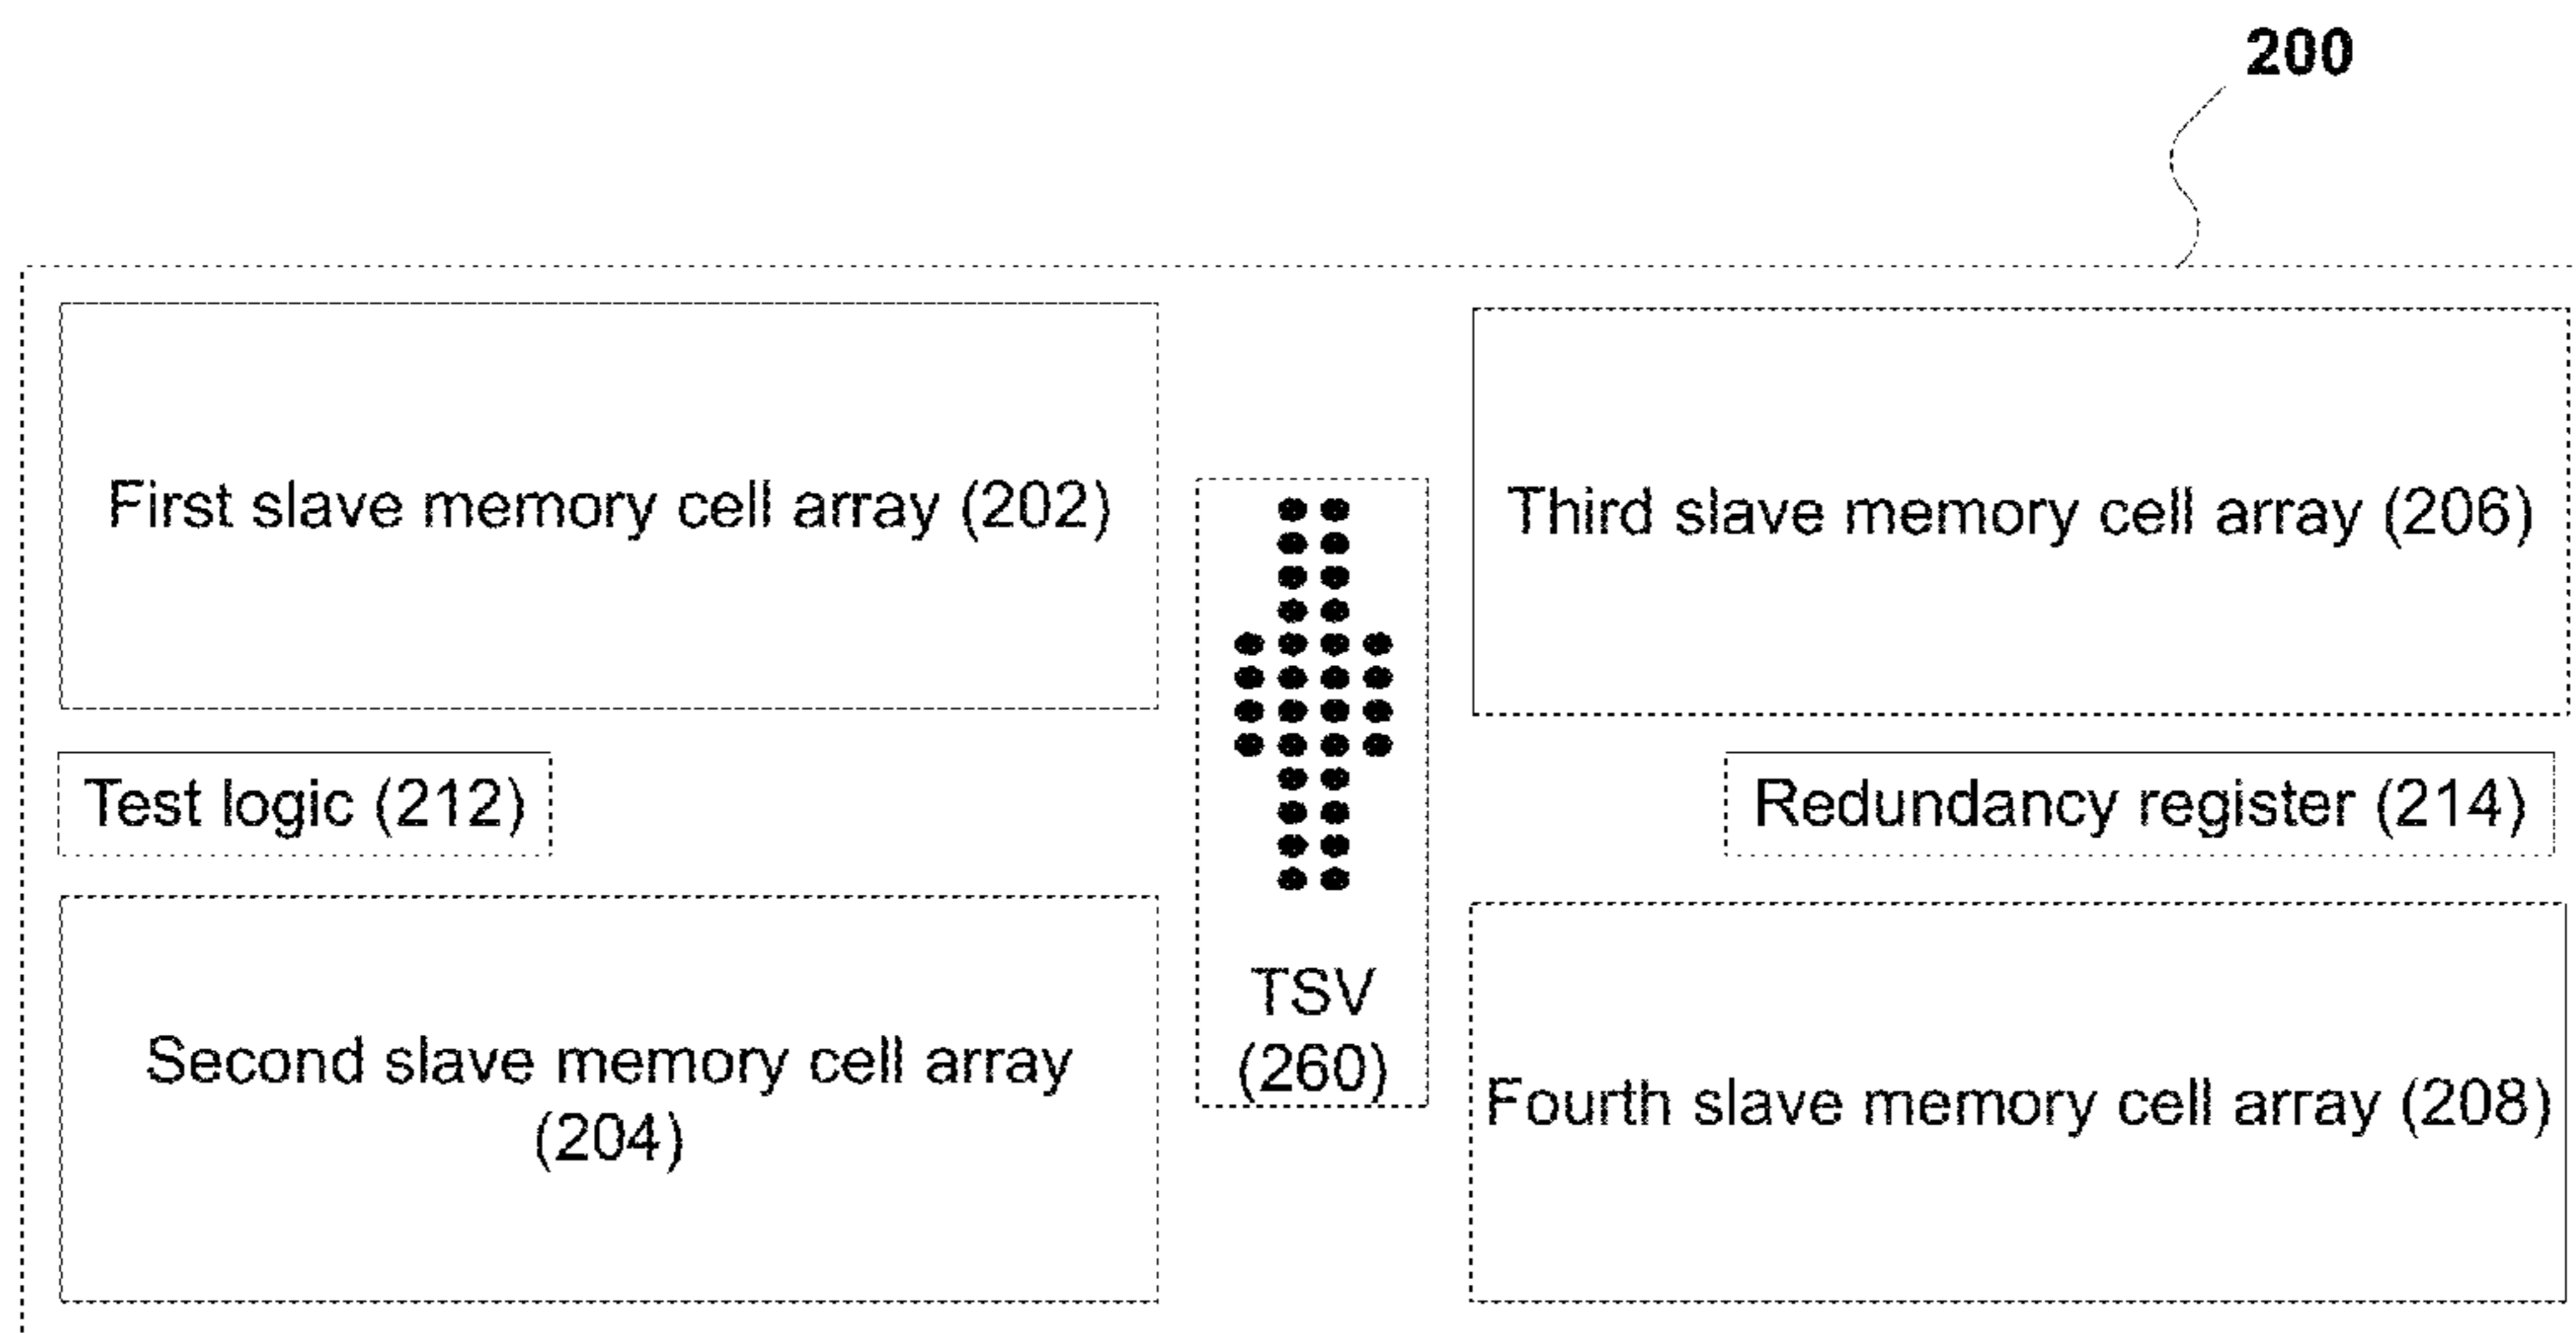 200
First slave memory cell array (202)
Third slave memory cell array (206)
Test logic (212)
Redundancy register (214)
TSV
(260)
Second slave memory cell array
(204)
Fourth slave memory cell array (208)